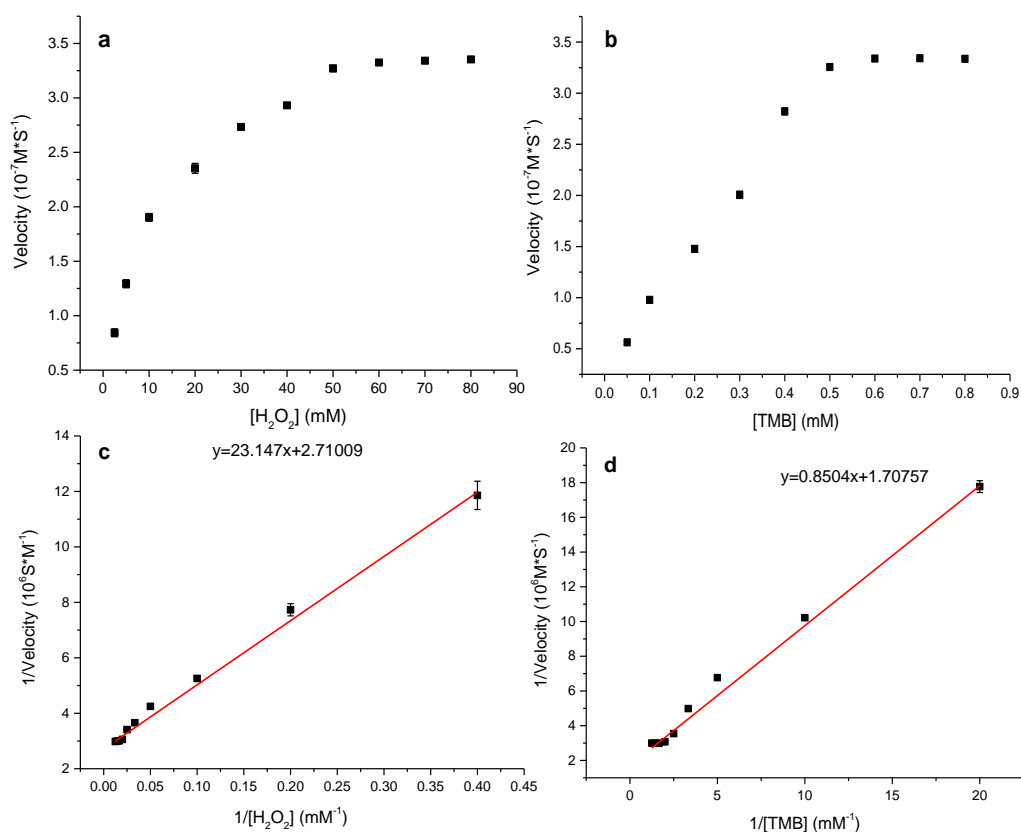 a
3.5
3.0
2.5
2.0
1.5
1.0
0.5
Velocity (10⁻⁷M*S⁻¹)
0 10 20 30 40 50 60 70 80 90
[H₂O₂] (mM)
b
3.5
3.0
2.5
2.0
1.5
1.0
0.5
Velocity (10⁻⁷M*S⁻¹)
0.0 0.1 0.2 0.3 0.4 0.5 0.6 0.7 0.8 0.9
[TMB] (mM)
c
y=23.147x+2.71009
14
12
10
8
6
4
2
1/Velocity (10⁶S*M⁻¹)
0.00 0.05 0.10 0.15 0.20 0.25 0.30 0.35 0.40
1/[H₂O₂] (mM⁻¹)
d
y=0.8504x+1.70757
20
18
16
14
12
10
8
6
4
2
1/Velocity (10⁶M*S⁻¹)
0 5 10 15 20
1/[TMB] (mM⁻¹)